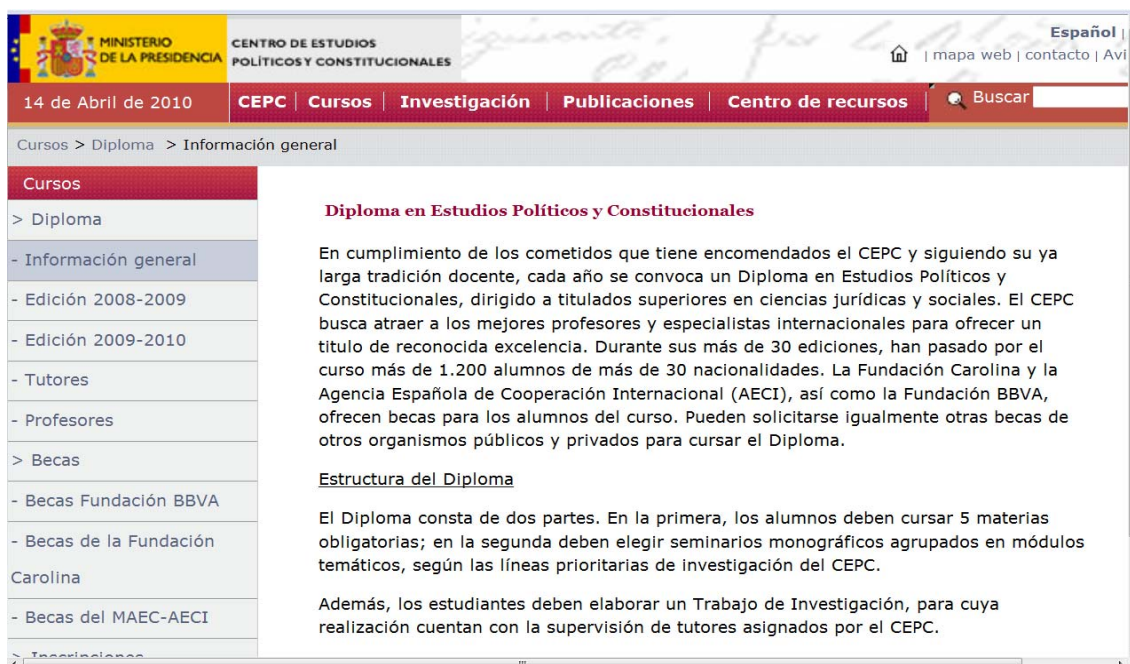 MINISTERIO
DE LA PRESIDENCIA
CENTRO DE ESTUDIOS
POLÍTICOS Y CONSTITUCIONALES
Español |
| mapa web | contacto | Avi
14 de Abril de 2010
CEPC | Cursos | Investigación | Publicaciones | Centro de recursos |
Buscar
Cursos > Diploma > Información general
Cursos
> Diploma
- Información general
- Edición 2008-2009
- Edición 2009-2010
- Tutores
- Profesores
> Becas
- Becas Fundación BBVA
- Becas de la Fundación
Carolina
- Becas del MAEC-AECI
> Inscripciones
Diploma en Estudios Políticos y Constitucionales
En cumplimiento de los cometidos que tiene encomendados el CEPC y siguiendo su ya
larga tradición docente, cada año se convoca un Diploma en Estudios Políticos y
Constitucionales, dirigido a titulados superiores en ciencias jurídicas y sociales. El CEPC
busca atraer a los mejores profesores y especialistas internacionales para ofrecer un
titulo de reconocida excelencia. Durante sus más de 30 ediciones, han pasado por el
curso más de 1.200 alumnos de más de 30 nacionalidades. La Fundación Carolina y la
Agencia Española de Cooperación Internacional (AECI), así como la Fundación BBVA,
ofrecen becas para los alumnos del curso. Pueden solicitarse igualmente otras becas de
otros organismos públicos y privados para cursar el Diploma.
Estructura del Diploma
El Diploma consta de dos partes. En la primera, los alumnos deben cursar 5 materias
obligatorias; en la segunda deben elegir seminarios monográficos agrupados en módulos
temáticos, según las líneas prioritarias de investigación del CEPC.
Además, los estudiantes deben elaborar un Trabajo de Investigación, para cuya
realización cuentan con la supervisión de tutores asignados por el CEPC.